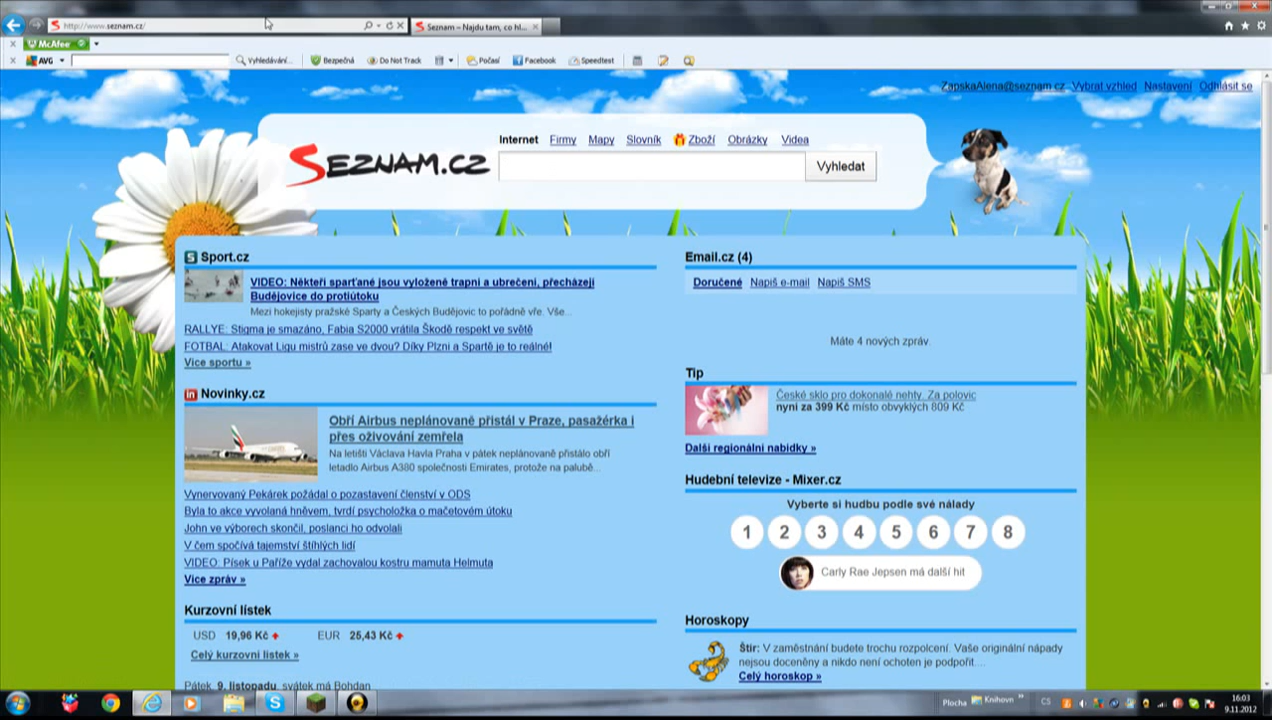 http://www.seznam.cz/
Seznam – Najdu tam, co hl...
McAfee
AVG
Vyhledávání...
Bezpečná
Do Not Track
Počasí
Facebook
Speedtest
ZapskaAlena@seznam.cz Vybrat vzhled Nastavení Odhlásit se
Internet Firmy Mapy Slovník Zboží Obrázky Videa
SEZNAM.CZ
Vyhledat
Sport.cz
VIDEO: Někteří sparťané jsou vyloženě trapni a ubrečeni, přecházejí
Budějovice do protiútoku
Mezi hokejisty pražské Sparty a Českých Budějovic to pořádně vře. Vše...
RALLYE: Stigma je smazáno, Fabia S2000 vrátila Škodě respekt ve světě
FOTBAL: Atakovat Ligu mistrů zase ve dvou? Díky Plzni a Spartě je to reálné!
Více sportu »
in Novinky.cz
Obří Airbus neplánovaně přistál v Praze, pasažérka i
přes oživování zemřela
Na letišti Václava Havla Praha v pátek neplánovaně přistálo obří
letadlo Airbus A380 společnosti Emirates, protože na palubě...
Vynervovaný Pekárek požádal o pozastavení členství v ODS
Byla to akce vyvolaná hněvem, tvrdí psycholožka o mačetovém útoku
John ve výborech skončil, poslanci ho odvolali
V čem spočívá tajemství štíhlých lidí
VIDEO: Písek u Paříže vydal zachovalou kostru mamuta Helmuta
Více zpráv »
Kurzovní lístek
USD 19,96 Kč EUR 25,43 Kč
Celý kurzovní lístek »
Pátek, 9. listopadu, svátek má Bohdan
Email.cz (4)
Doručené Napiš e-mail Napiš SMS
Máte 4 nových zpráv.
Tip
České sklo pro dokonalé nehty. Za polovic
nyní za 399 Kč místo obvyklých 809 Kč
Další regionální nabídky »
Hudební televize - Mixer.cz
Vyberte si hudbu podle své nálady
1 2 3 4 5 6 7 8
Carly Rae Jepsen má další hit
Horoskopy
Štír: V zaměstnání budete trochu rozpolcení. Vaše originální nápady
nejsou doceněny a nikdo není ochoten je podpořit....
Celý horoskop »
Plocha
Knihovn
»
CS
16:03
9.11.2012